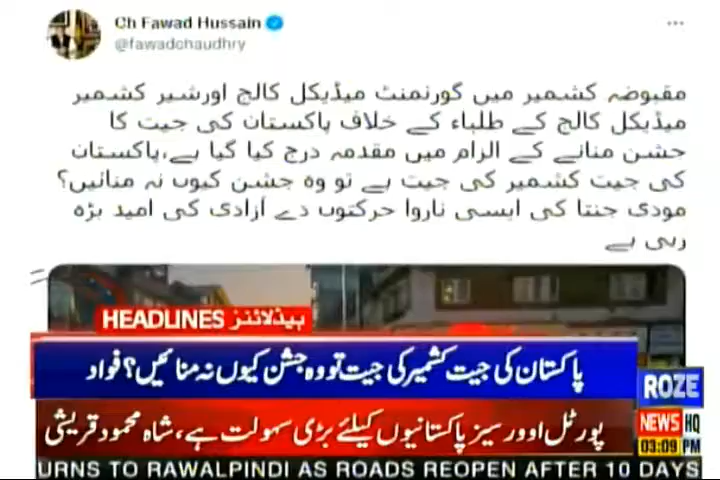 Ch Fawad Hussain
@fawadchaudhry
مقبوضہ کشمیر میں گورنمنٹ میڈیکل کالج اورشیر کشمیر
میڈیکل کالج کے طلباء کے خلاف پاکستان کی جیت کا
جشن منانے کے الزام میں مقدمہ درج کیا گیا ہے،پاکستان
کی جیت کشمیر کی جیت ہے تو وہ جشن کیوں نہ منائیں؟
مودی جنتا کی ایسی ناروا حرکتوں دے آزادی کی امید بڑہ
رہی ہے
HEADLINES ہیڈلائنز
پاکستان کی جیت کشمیر کی جیت تو وہ جشن کیوں نہ منائیں؟ فواد
پورٹل اوورسیز پاکستانیوں کیلئے بڑی سہولت ہے، شاہ محمود قریشی
ROZE
NEWS HQ
03:09 PM
URNS TO RAWALPINDI AS ROADS REOPEN AFTER 10 DAYS